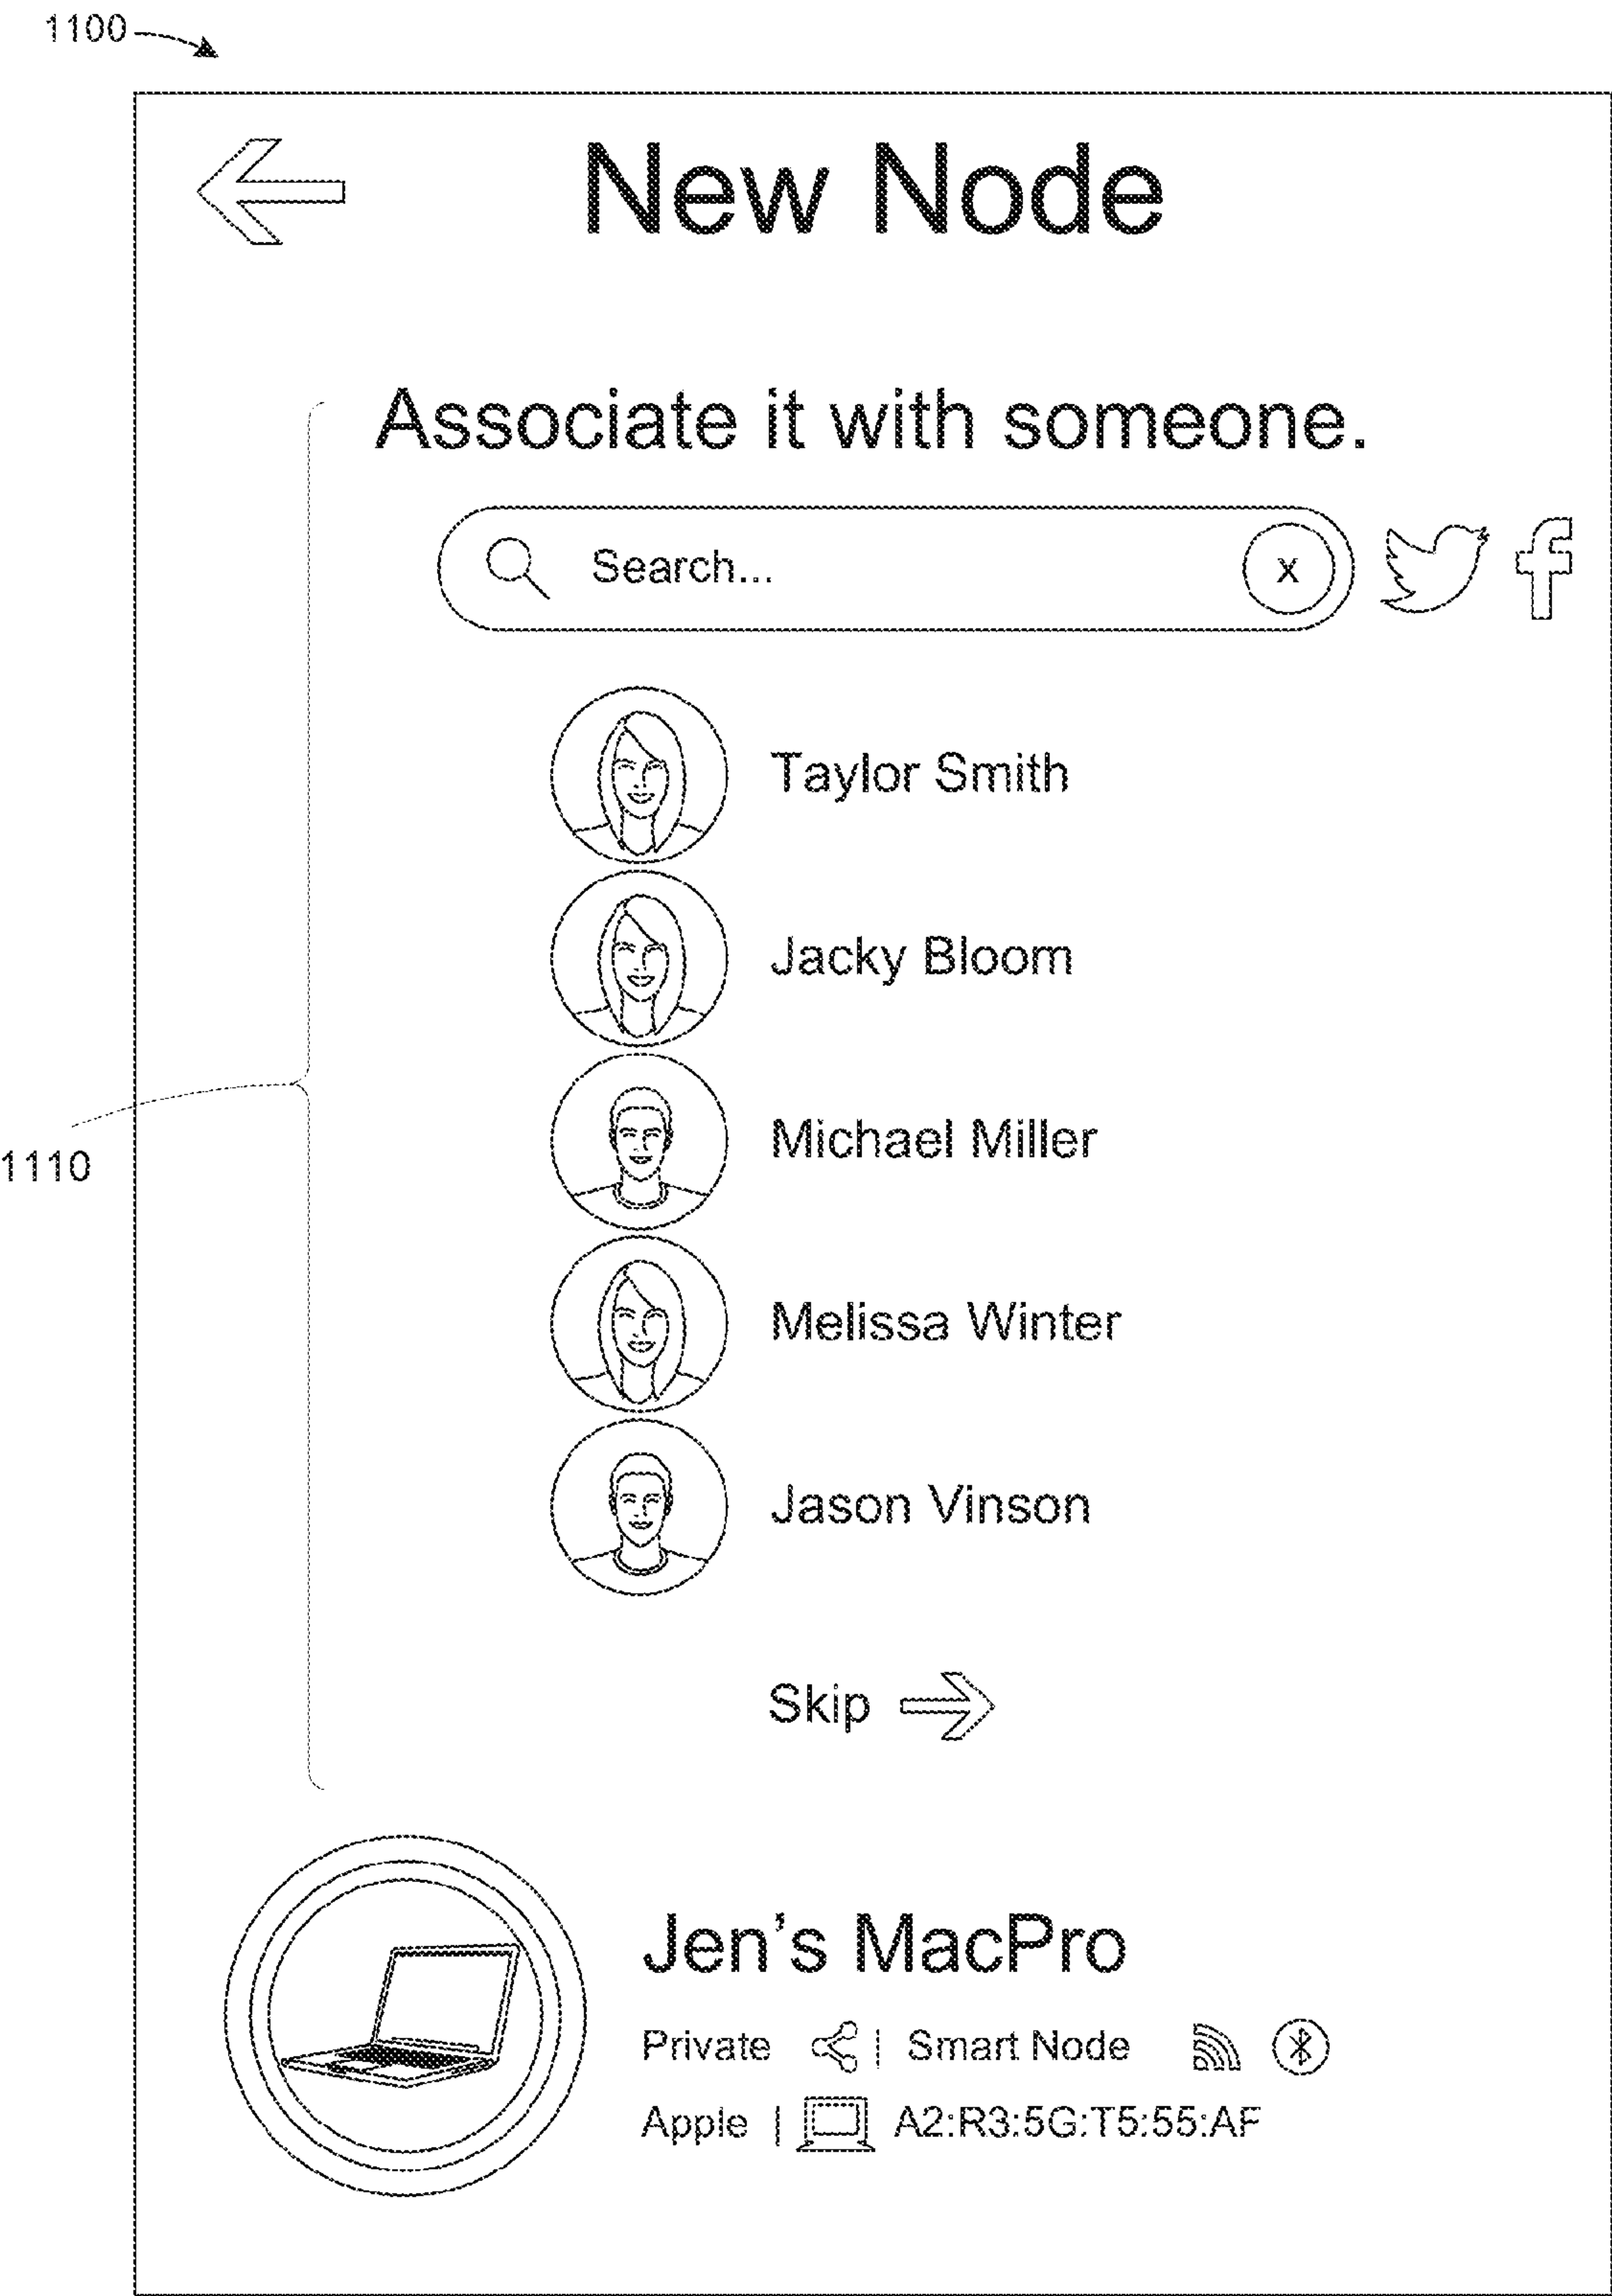 1100
New Node
Associate it with someone.
Search...
x
Taylor Smith
Jacky Bloom
Michael Miller
1110
Melissa Winter
Jason Vinson
Skip
Jen's MacPro
Private | Smart Node
Apple | A2:R3:5G:T5:55:AF